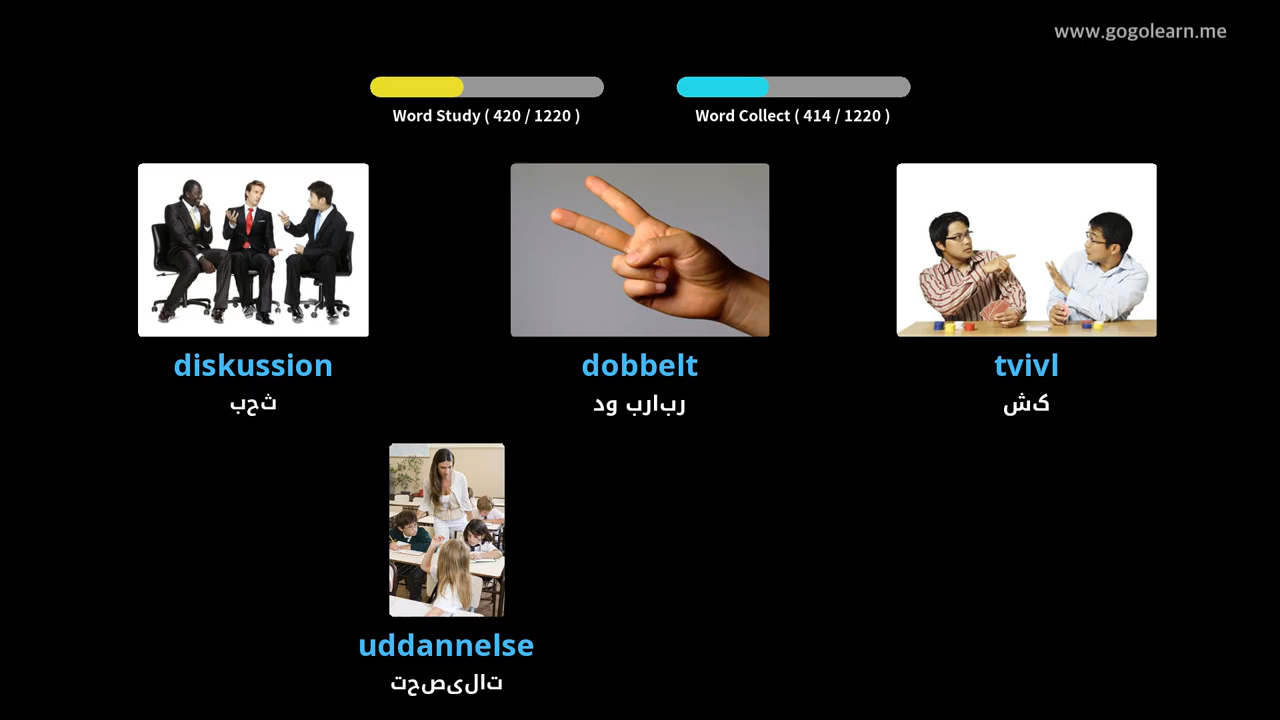 www.gogolearn.me
Word Study ( 420 / 1220 )
Word Collect ( 414 / 1220 )
diskussion
ثحب
dobbelt
ربارب ود
tvivl
کش
uddannelse
تالیصحت